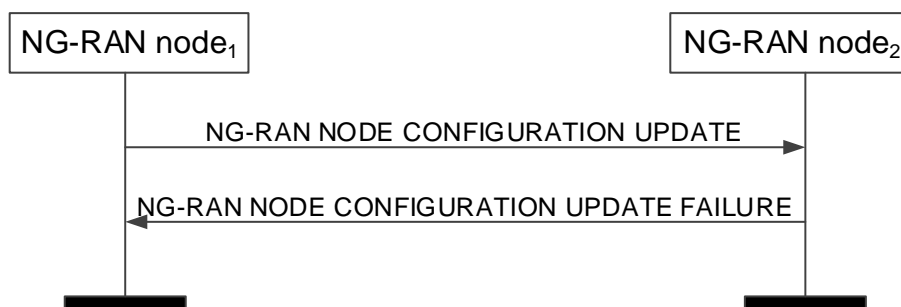 NG-RAN node₁
NG-RAN node₂
NG-RAN NODE CONFIGURATION UPDATE
NG-RAN NODE CONFIGURATION UPDATE FAILURE